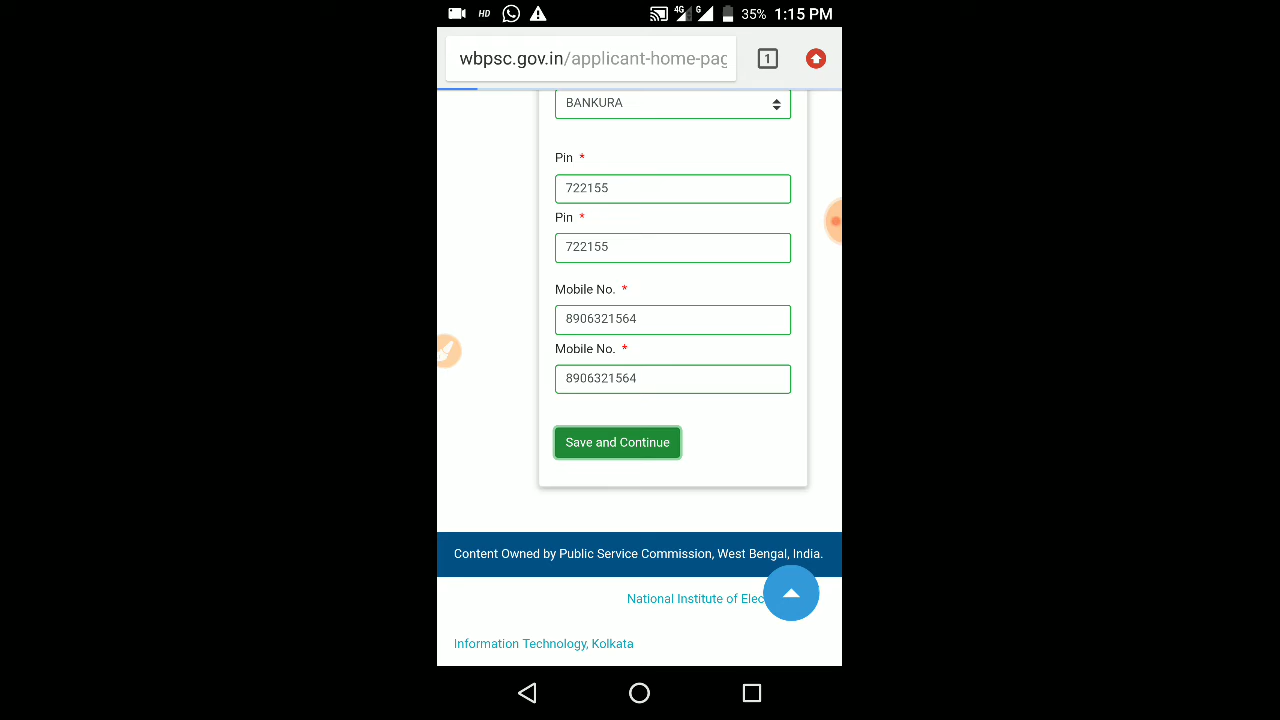 HD 4G G 35% 1:15 PM
wbpsc.gov.in/applicant-home-pag 1
BANKURA
Pin *
722155
Pin *
722155
Mobile No. *
8906321564
Mobile No. *
8906321564
Save and Continue
Content Owned by Public Service Commission, West Bengal, India.
National Institute of Elec
Information Technology, Kolkata